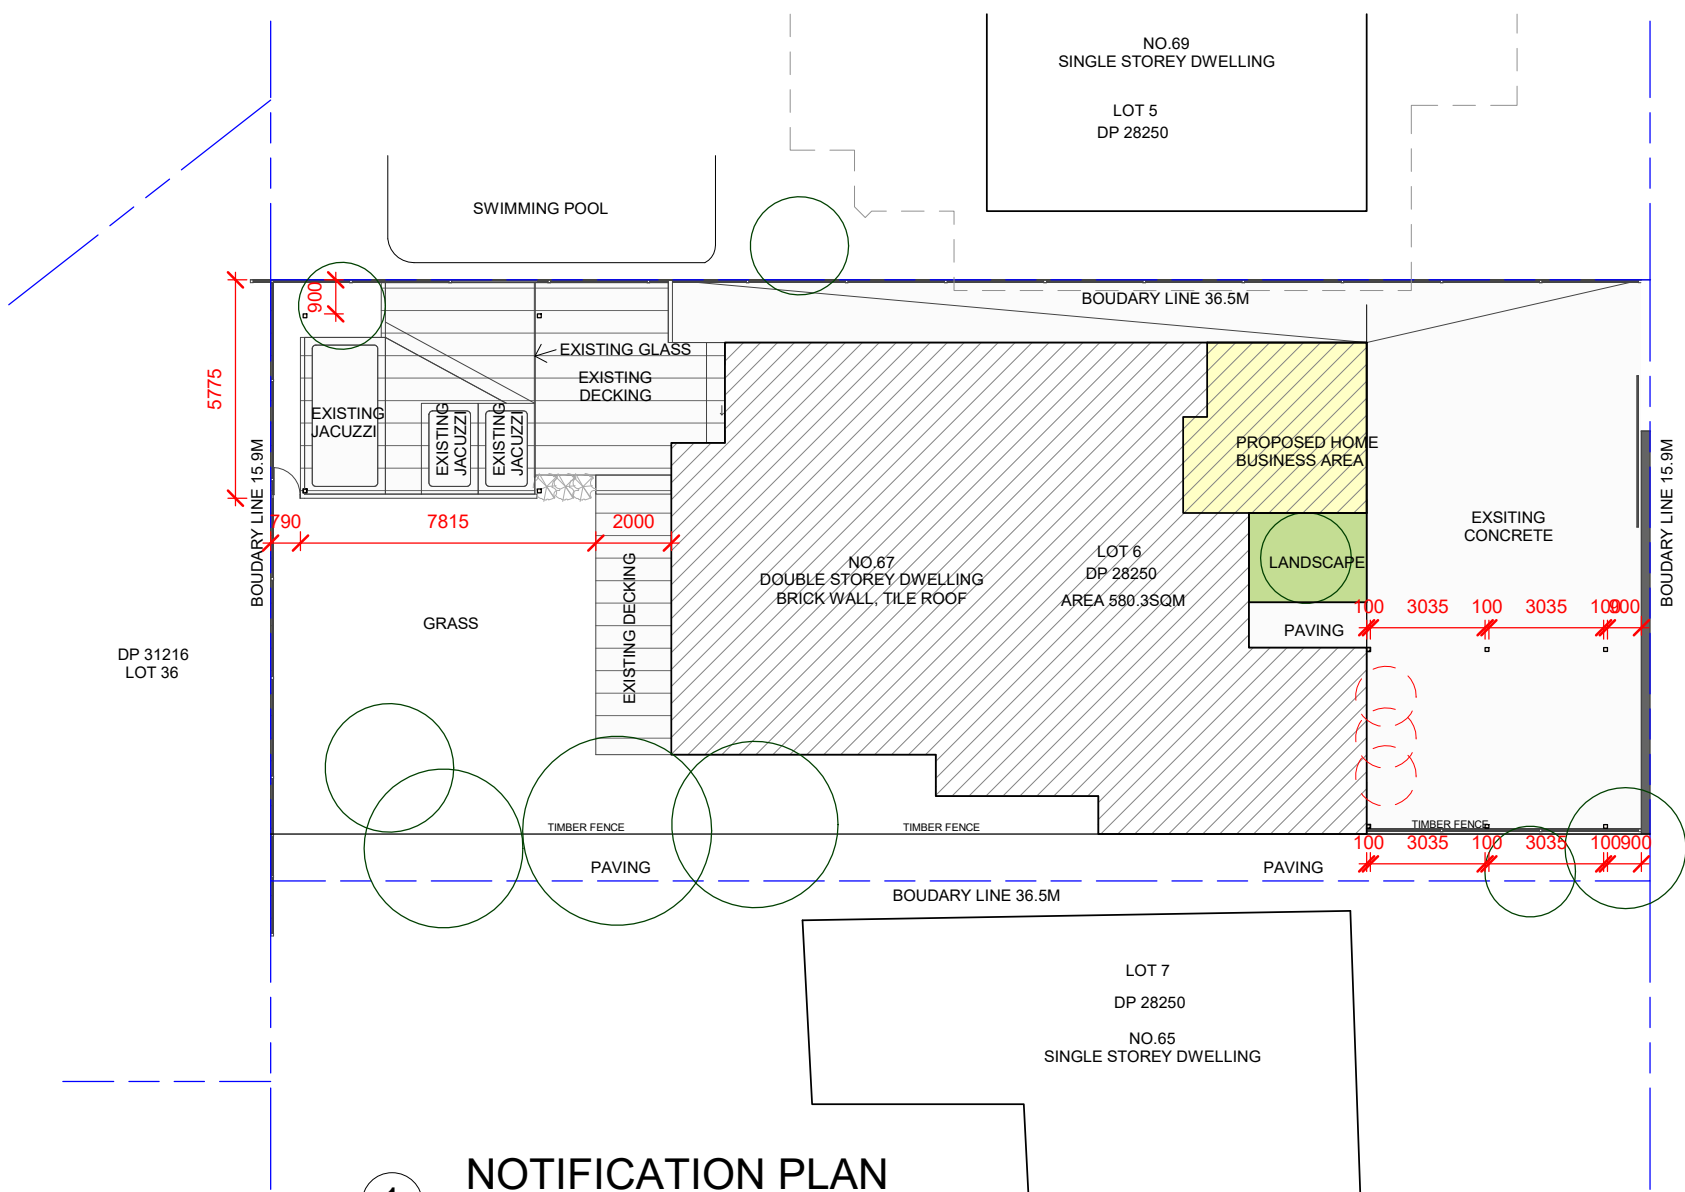 NO.69
SINGLE STOREY DWELLING
LOT 5
DP 28250
SWIMMING POOL
BOUDARY LINE 36.5M
900
5775
EXISTING GLASS
EXISTING
DECKING
EXISTING
JACUZZI
EXISTING
JACUZZI
EXISTING
JACUZZI
PROPOSED HOME
BUSINESS AREA
BOUDARY LINE 15.9M
BOUDARY LINE 15.9M
790
7815
2000
EXSITING
CONCRETE
NO.67
DOUBLE STOREY DWELLING
BRICK WALL, TILE ROOF
LOT 6
DP 28250
AREA 580.3SQM
LANDSCAPE
EXISTING DECKING
GRASS
PAVING
100
3035
100
3035
100
900
DP 31216
LOT 36
TIMBER FENCE
TIMBER FENCE
TIMBER FENCE
100
3035
100
3035
100
900
PAVING
PAVING
BOUDARY LINE 36.5M
LOT 7
DP 28250
NO.65
SINGLE STOREY DWELLING
NOTIFICATION PLAN